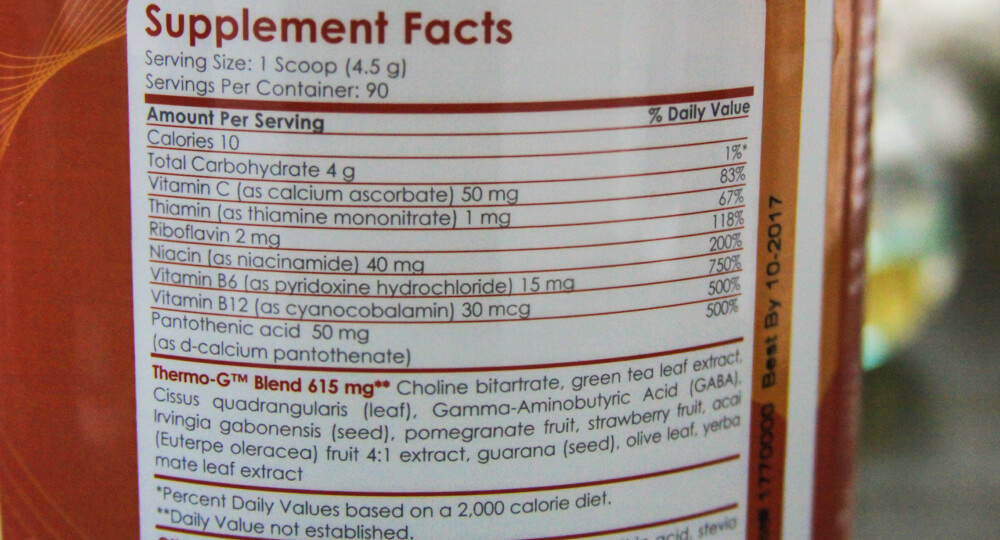 Supplement Facts
Serving Size: 1 Scoop (4.5 g)
Servings Per Container: 90
Amount Per Serving % Daily Value
Calories 10
Total Carbohydrate 4 g 1%*
Vitamin C (as calcium ascorbate) 50 mg 83%
Thiamin (as thiamine mononitrate) 1 mg 67%
Riboflavin 2 mg 118%
Niacin (as niacinamide) 40 mg 200%
Vitamin B6 (as pyridoxine hydrochloride) 15 mg 750%
Vitamin B12 (as cyanocobalamin) 30 mcg 500%
Pantothenic acid 50 mg 500%
(as d-calcium pantothenate)
Thermo-G™ Blend 615 mg** Choline bitartrate, green tea leaf extract,
Cissus quadrangularis (leaf), Gamma-Aminobutyric Acid (GABA),
Irvingia gabonensis (seed), pomegranate fruit, strawberry fruit, acai
(Euterpe oleracea) fruit 4:1 extract, guarana (seed), olive leaf, yerba
mate leaf extract
*Percent Daily Values based on a 2,000 calorie diet.
**Daily Value not established.
acid, stevia
Best By 10-2017